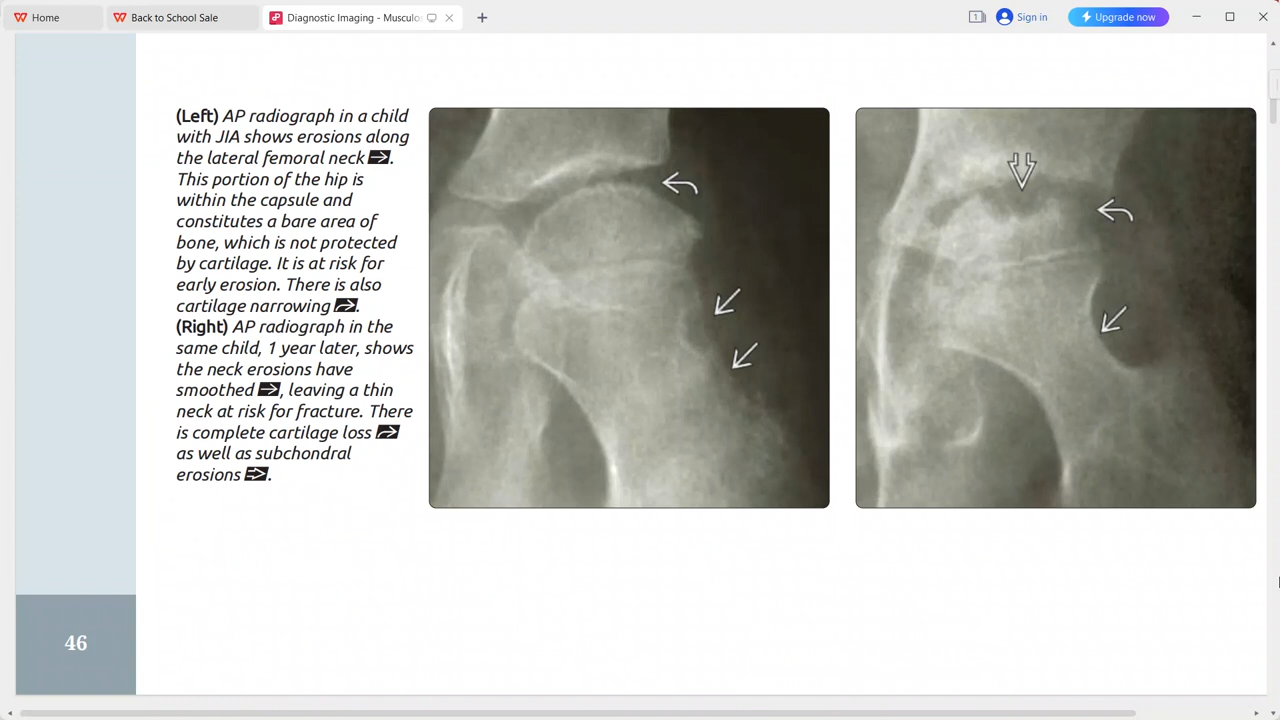 Home
Back to School Sale
Diagnostic Imaging - Musculo
1
Sign in
Upgrade now
(Left) AP radiograph in a child
with JIA shows erosions along
the lateral femoral neck.
This portion of the hip is
within the capsule and
constitutes a bare area of
bone, which is not protected
by cartilage. It is at risk for
early erosion. There is also
cartilage narrowing.
(Right) AP radiograph in the
same child, 1 year later, shows
the neck erosions have
smoothed, leaving a thin
neck at risk for fracture. There
is complete cartilage loss
as well as subchondral
erosions.
46